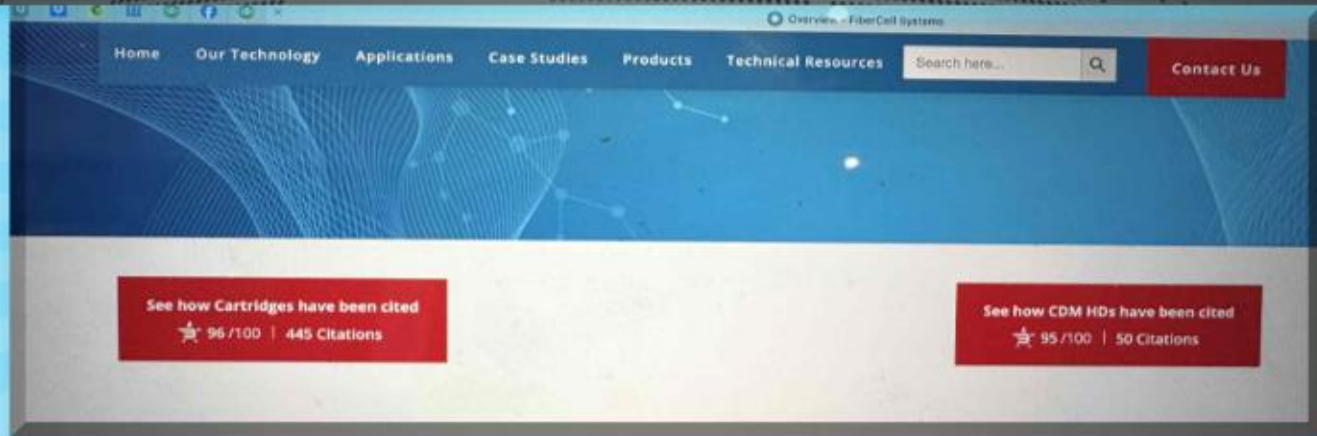 Overview - FiberCell Systems
Home Our Technology Applications Case Studies Products Technical Resources Search here... Contact Us
See how Cartridges have been cited
96/100 | 445 Citations
See how CDM HDs have been cited
95/100 | 50 Citations